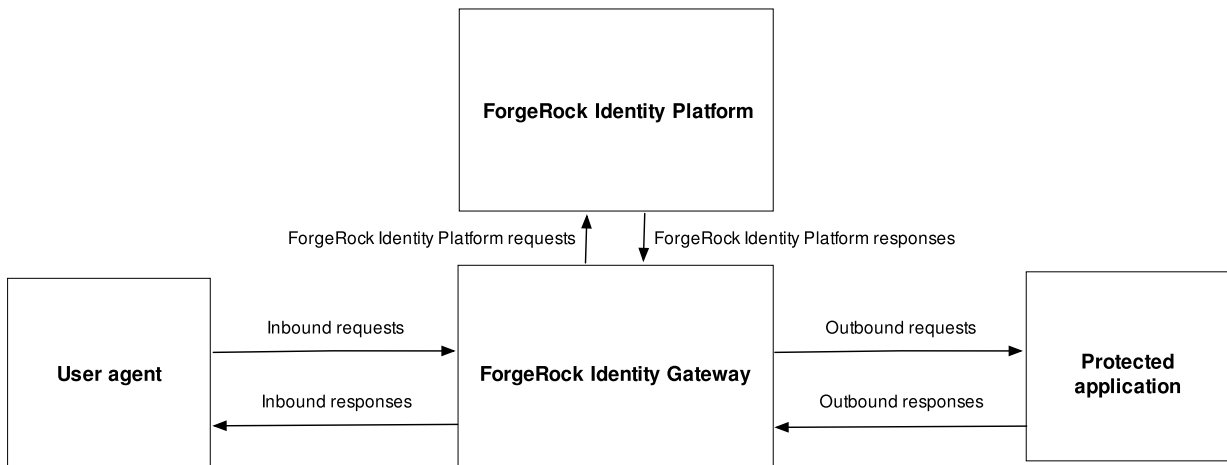 ForgeRock Identity Platform
ForgeRock Identity Platform requests
ForgeRock Identity Platform responses
Inbound requests
Outbound requests
User agent
ForgeRock Identity Gateway
Protected
application
Inbound responses
Outbound responses